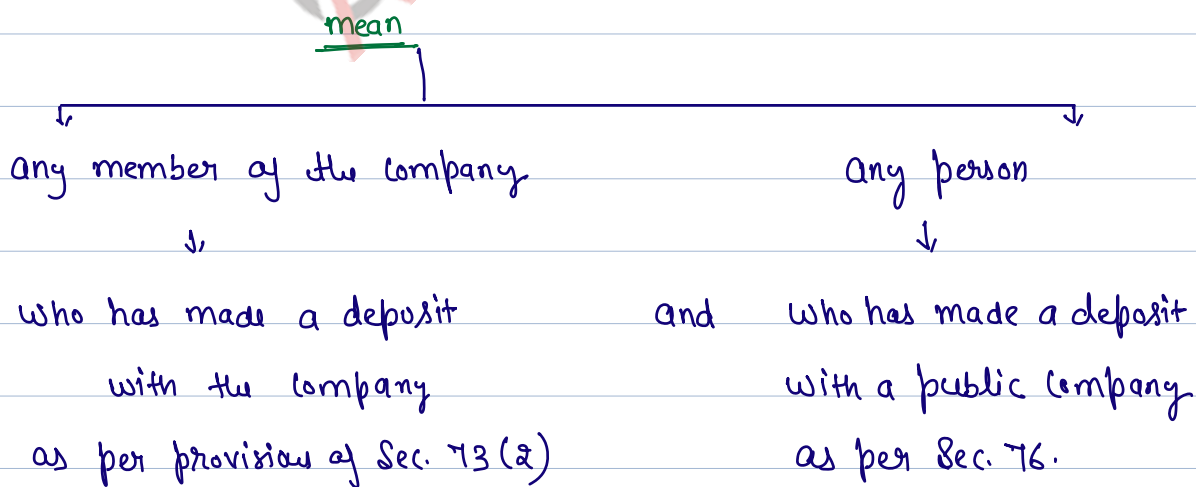 mean
any member of the company
any person
who has made a deposit
and
who has made a deposit
with the company
with a public company
as per provision of Sec. 73 (2)
as per Sec. 76.